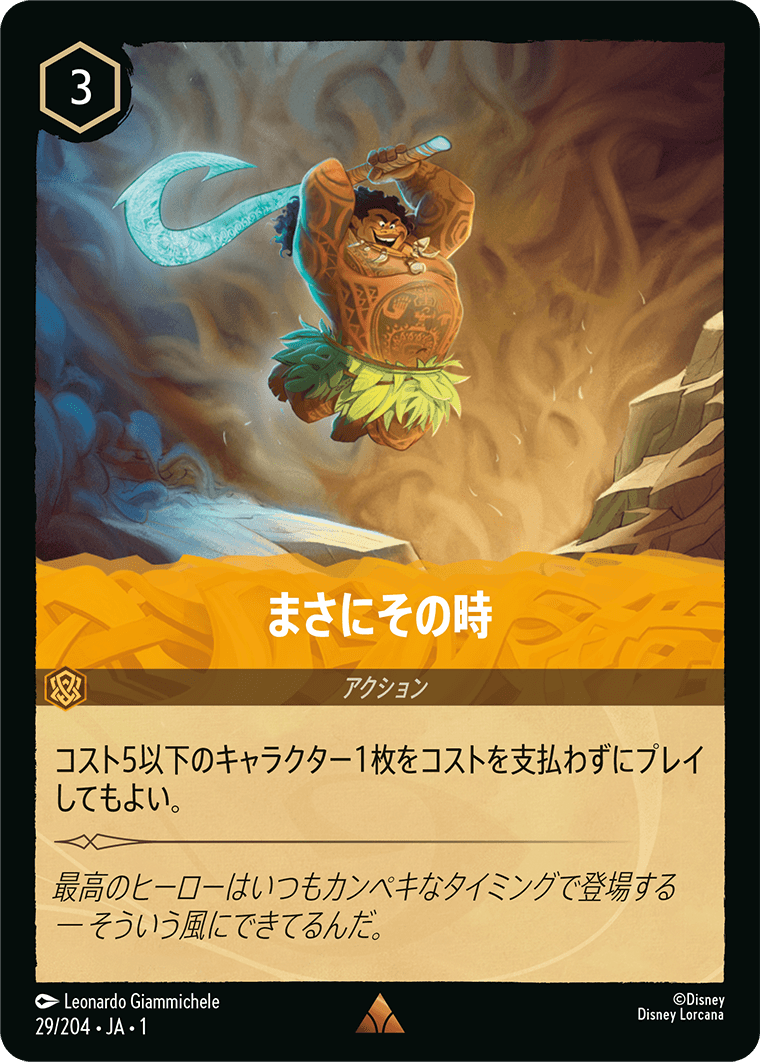 3
まさにその時
アクション
コスト5以下のキャラクター1枚をコストを支払わずにプレイ
してもよい。
最高のヒーローはいつもカンペキなタイミングで登場する
― そういう風にできてるんだ。
Leonardo Giammichele
29/204 • JA • 1
©Disney
Disney Lorcana